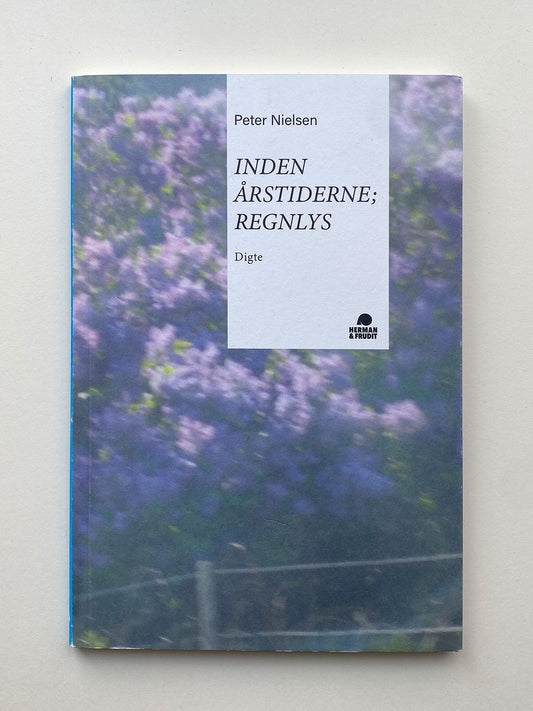 Peter Nielsen
INDEN
ÅRSTIDERNE;
REGNLYS
Digte
HERMAN
& FRUDIT